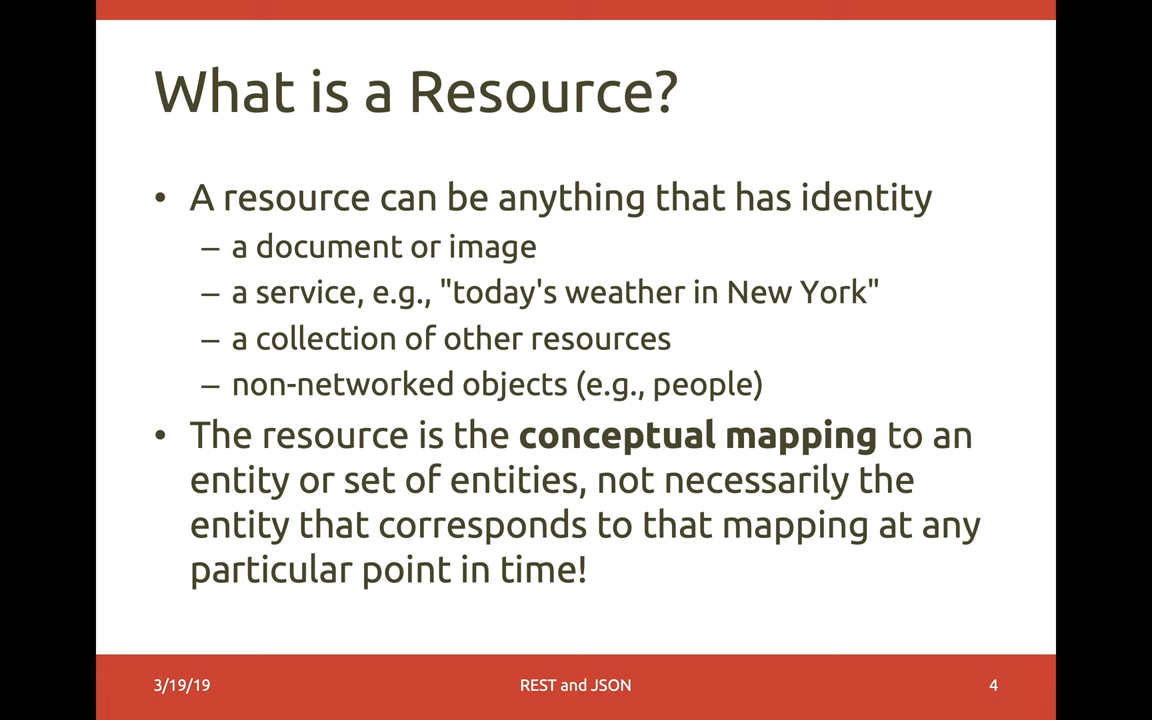 What is a Resource?
• A resource can be anything that has identity
– a document or image
– a service, e.g., "today's weather in New York"
– a collection of other resources
– non-networked objects (e.g., people)
• The resource is the conceptual mapping to an
entity or set of entities, not necessarily the
entity that corresponds to that mapping at any
particular point in time!
3/19/19
REST and JSON
4